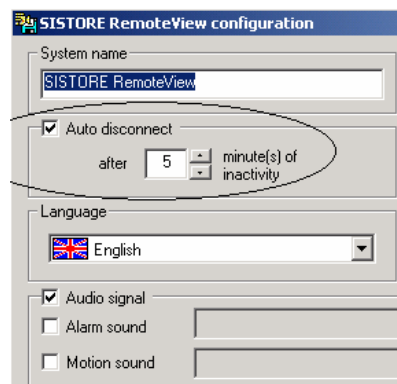 SISTORE RemoteView configuration
System name
SISTORE RemoteView
Auto disconnect
after 5 minute(s) of
inactivity
Language
English
Audio signal
Alarm sound
Motion sound